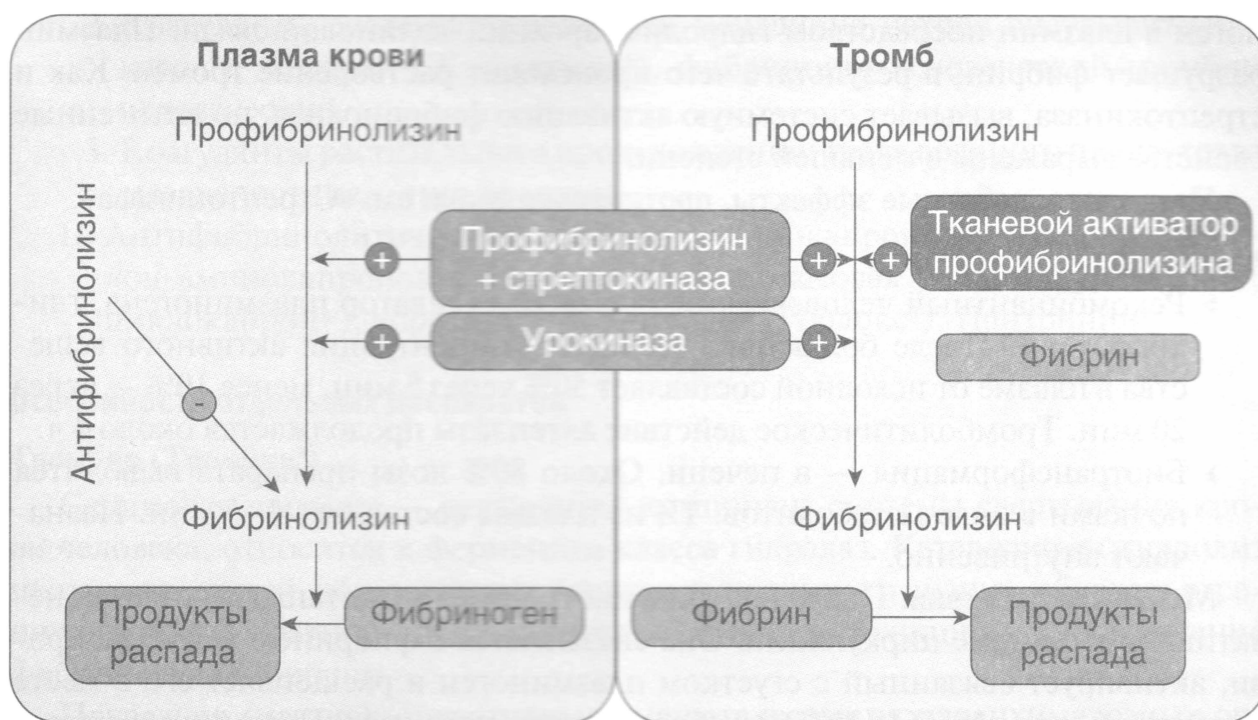 Плазма крови
Профибринолизин
Антифибринолизин
Профибринолизин
+ стрептокиназа
Урокиназа
+
+
-
Фибринолизин
Продукты
распада
Фибриноген
Тромб
Профибринолизин
+
+
Тканевой активатор
профибринолизина
+
Фибрин
Фибринолизин
Фибрин
Продукты
распада